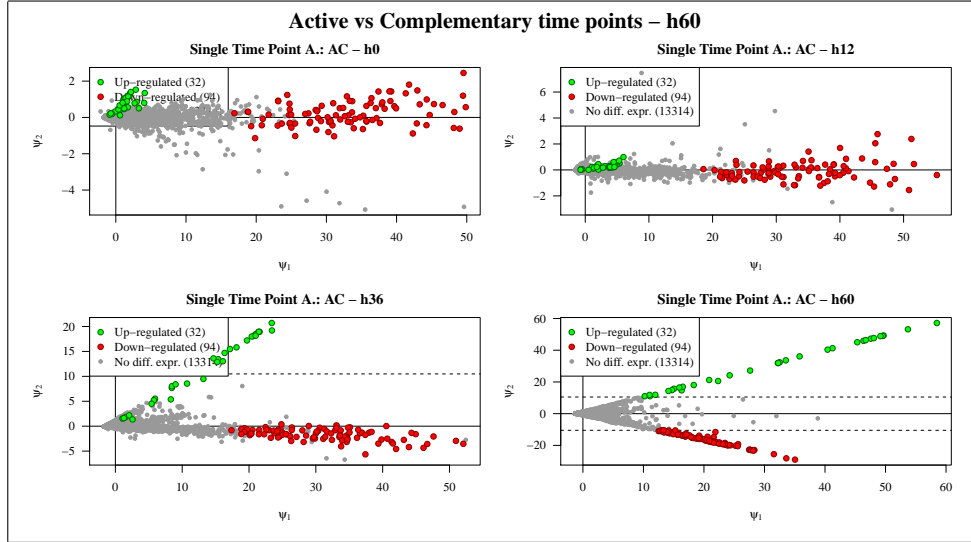 Active vs Complementary time points – h60
Single Time Point A.: AC – h0
Up-regulated (32)
Down-regulated (94)
ψ2
2
0
−2
−4
0 10 20 30 40 50
ψ1
Single Time Point A.: AC – h12
Up-regulated (32)
Down-regulated (94)
No diff. expr. (13314)
ψ2
6
4
2
0
−2
0 10 20 30 40 50
ψ1
Single Time Point A.: AC – h36
Up-regulated (32)
Down-regulated (94)
No diff. expr. (13314)
ψ2
20
15
10
5
0
−5
0 10 20 30 40 50
ψ1
Single Time Point A.: AC – h60
Up-regulated (32)
Down-regulated (94)
No diff. expr. (13314)
ψ2
60
40
20
0
−20
0 10 20 30 40 50 60
ψ1